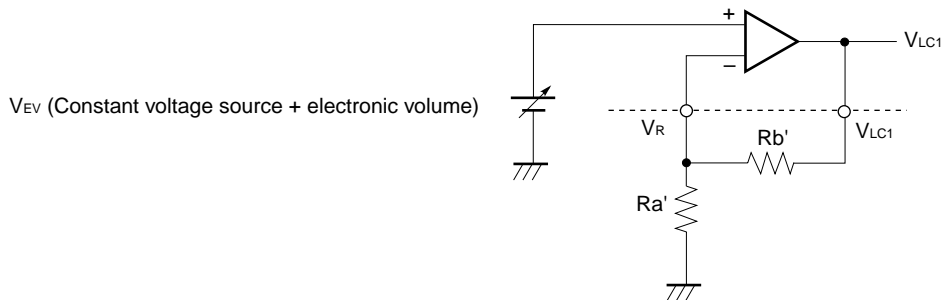 +
VLC1
−
VEV (Constant voltage source + electronic volume)
VR
VLC1
Rb'
Ra'